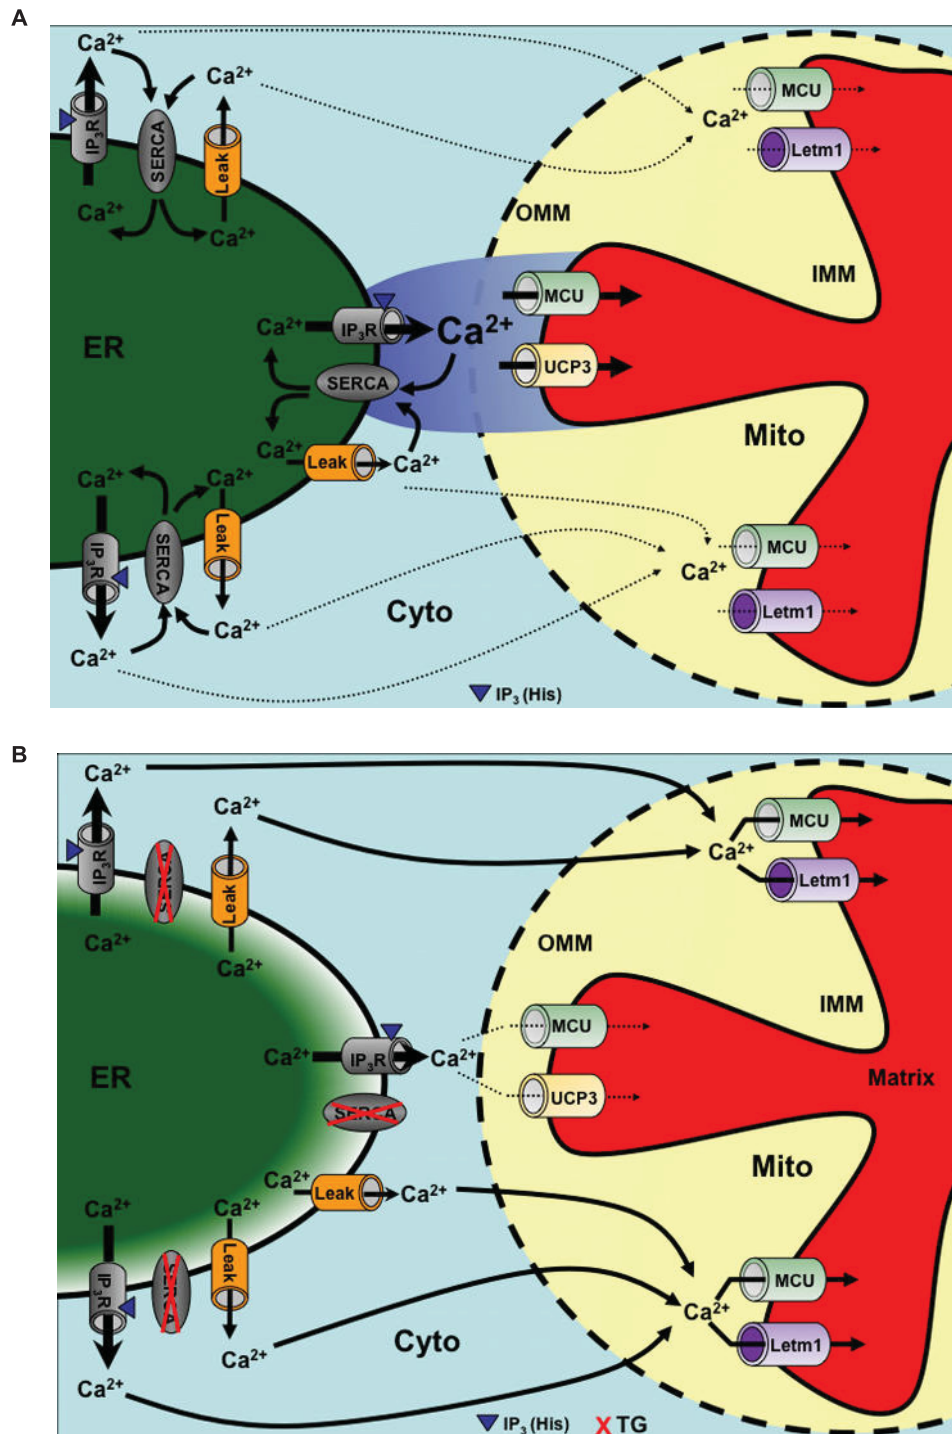 A
Ca2+
Ca2+
IP3R
SERCA
Leak
Ca2+
Ca2+
Ca2+
MCU
Letm1
OMM
IMM
ER
Ca2+
IP3R
Ca2+
MCU
SERCA
UCP3
Ca2+
Leak
Ca2+
Mito
Ca2+
Ca2+
IP3R
SERCA
Leak
Ca2+
Ca2+
Ca2+
MCU
Letm1
Cyto
IP3 (His)
B
Ca2+
Ca2+
IP3R
SERCA
Leak
Ca2+
Ca2+
Ca2+
MCU
Letm1
OMM
IMM
ER
Ca2+
IP3R
Ca2+
MCU
SERCA
UCP3
Matrix
Ca2+
Leak
Ca2+
Mito
Ca2+
Ca2+
IP3R
SERCA
Leak
Ca2+
Ca2+
Ca2+
MCU
Letm1
Cyto
IP3 (His) X TG